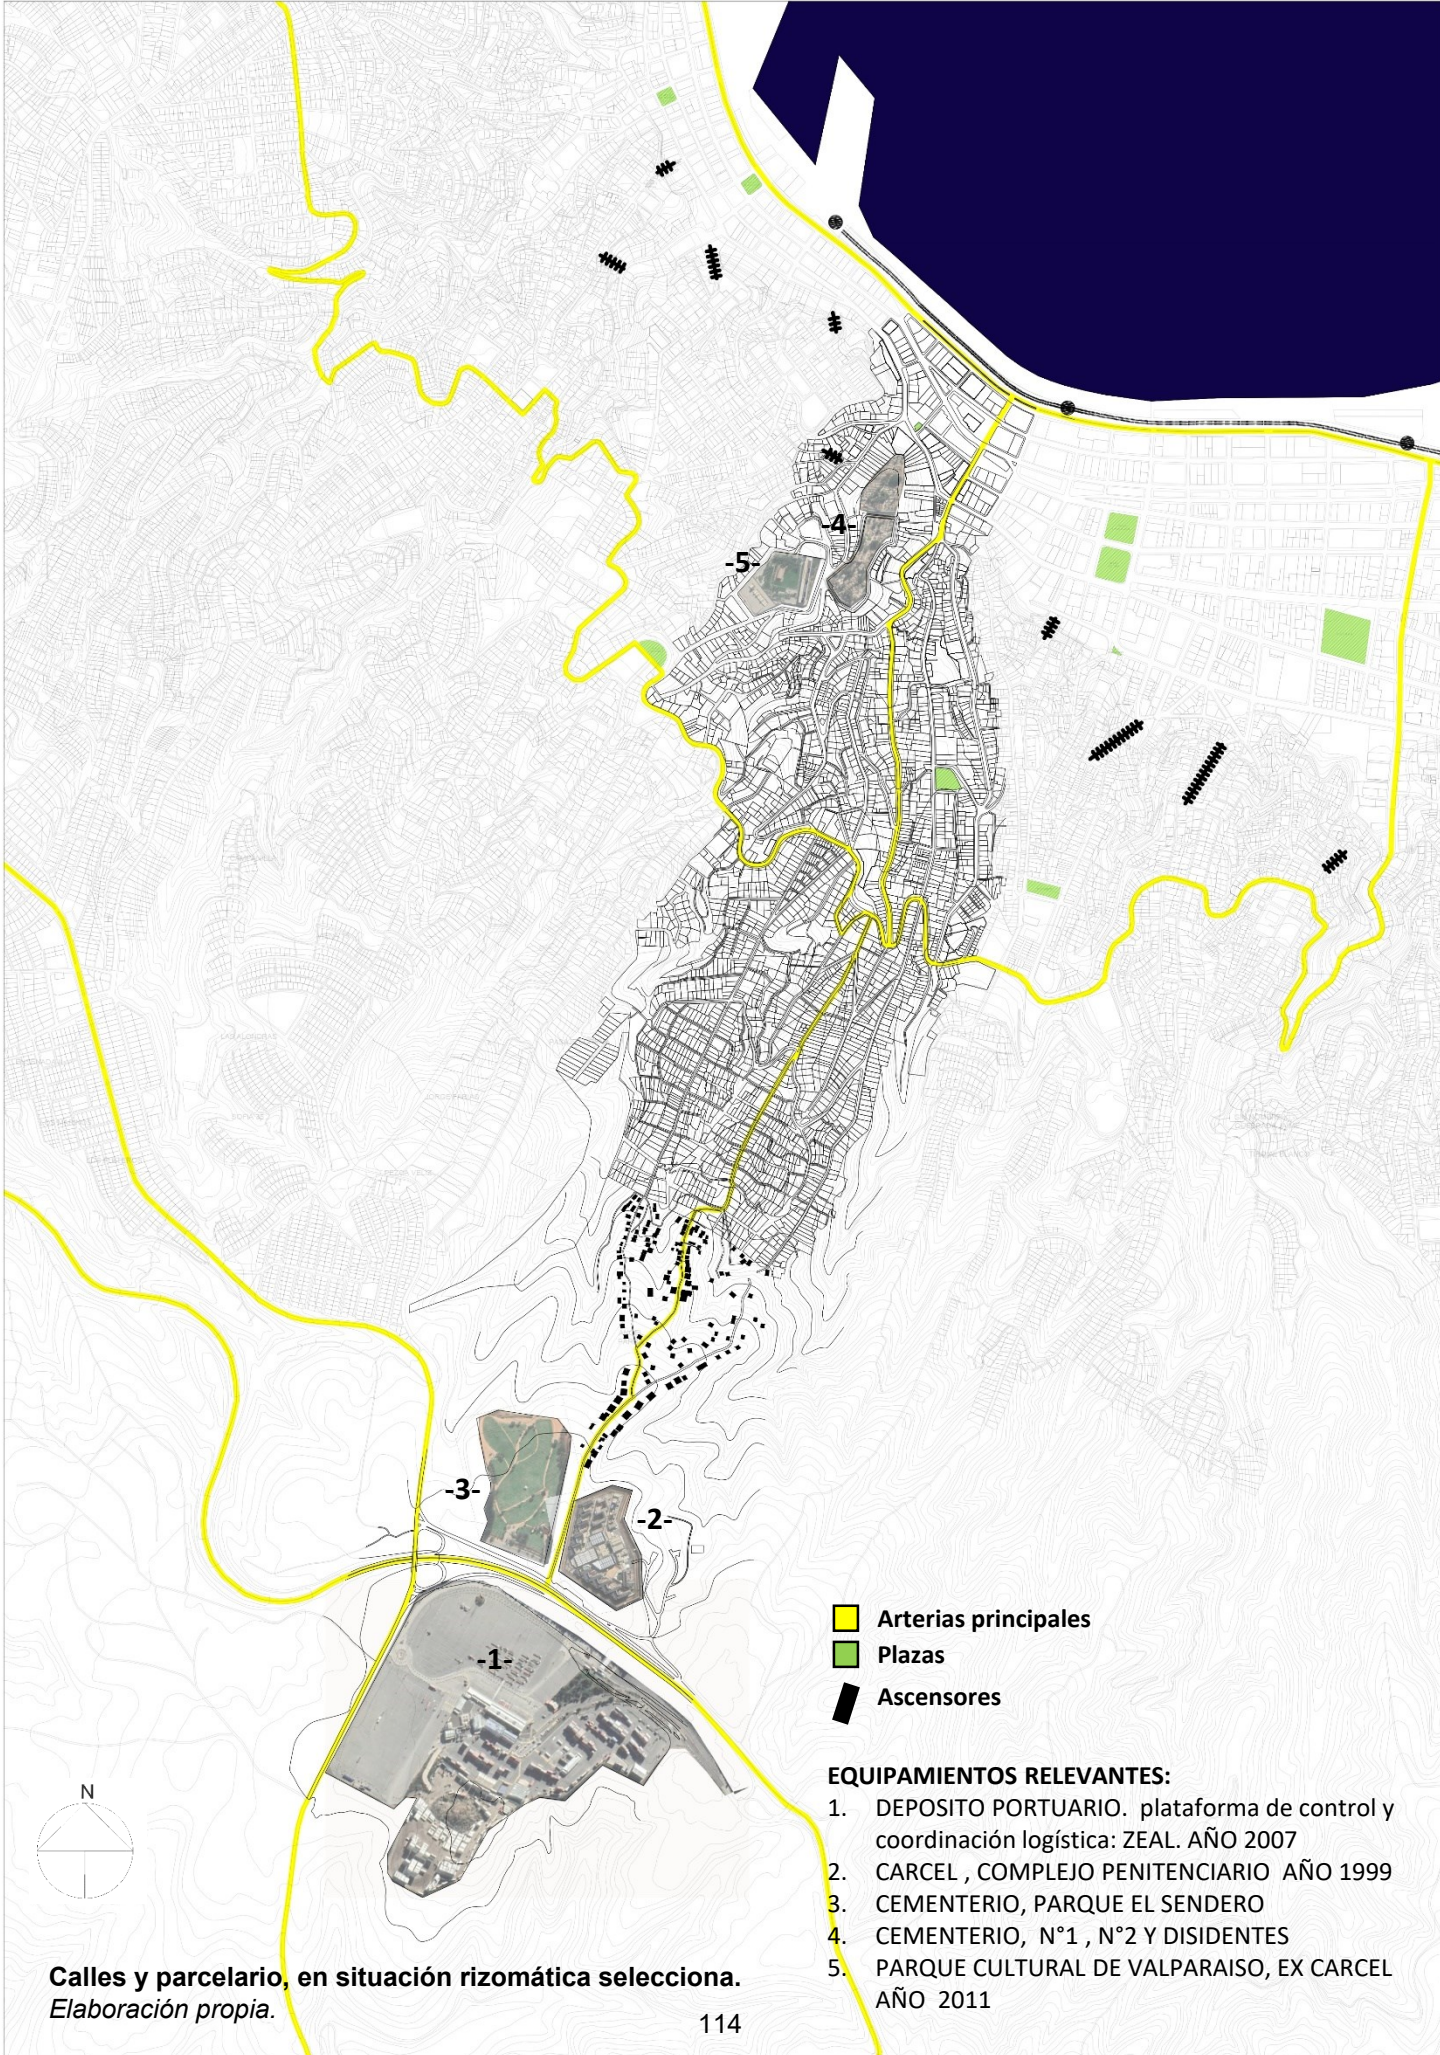 -4-
-5-
-3-
-2-
-1-
Arterias principales
Plazas
Ascensores
EQUIPAMIENTOS RELEVANTES:
1. DEPOSITO PORTUARIO. plataforma de control y
coordinación logística: ZEAL. AÑO 2007
2. CARCEL , COMPLEJO PENITENCIARIO AÑO 1999
3. CEMENTERIO, PARQUE EL SENDERO
4. CEMENTERIO, N°1 , N°2 Y DISIDENTES
5. PARQUE CULTURAL DE VALPARAISO, EX CARCEL
AÑO 2011
N
Calles y parcelario, en situación rizomática selecciona.
Elaboración propia.
114